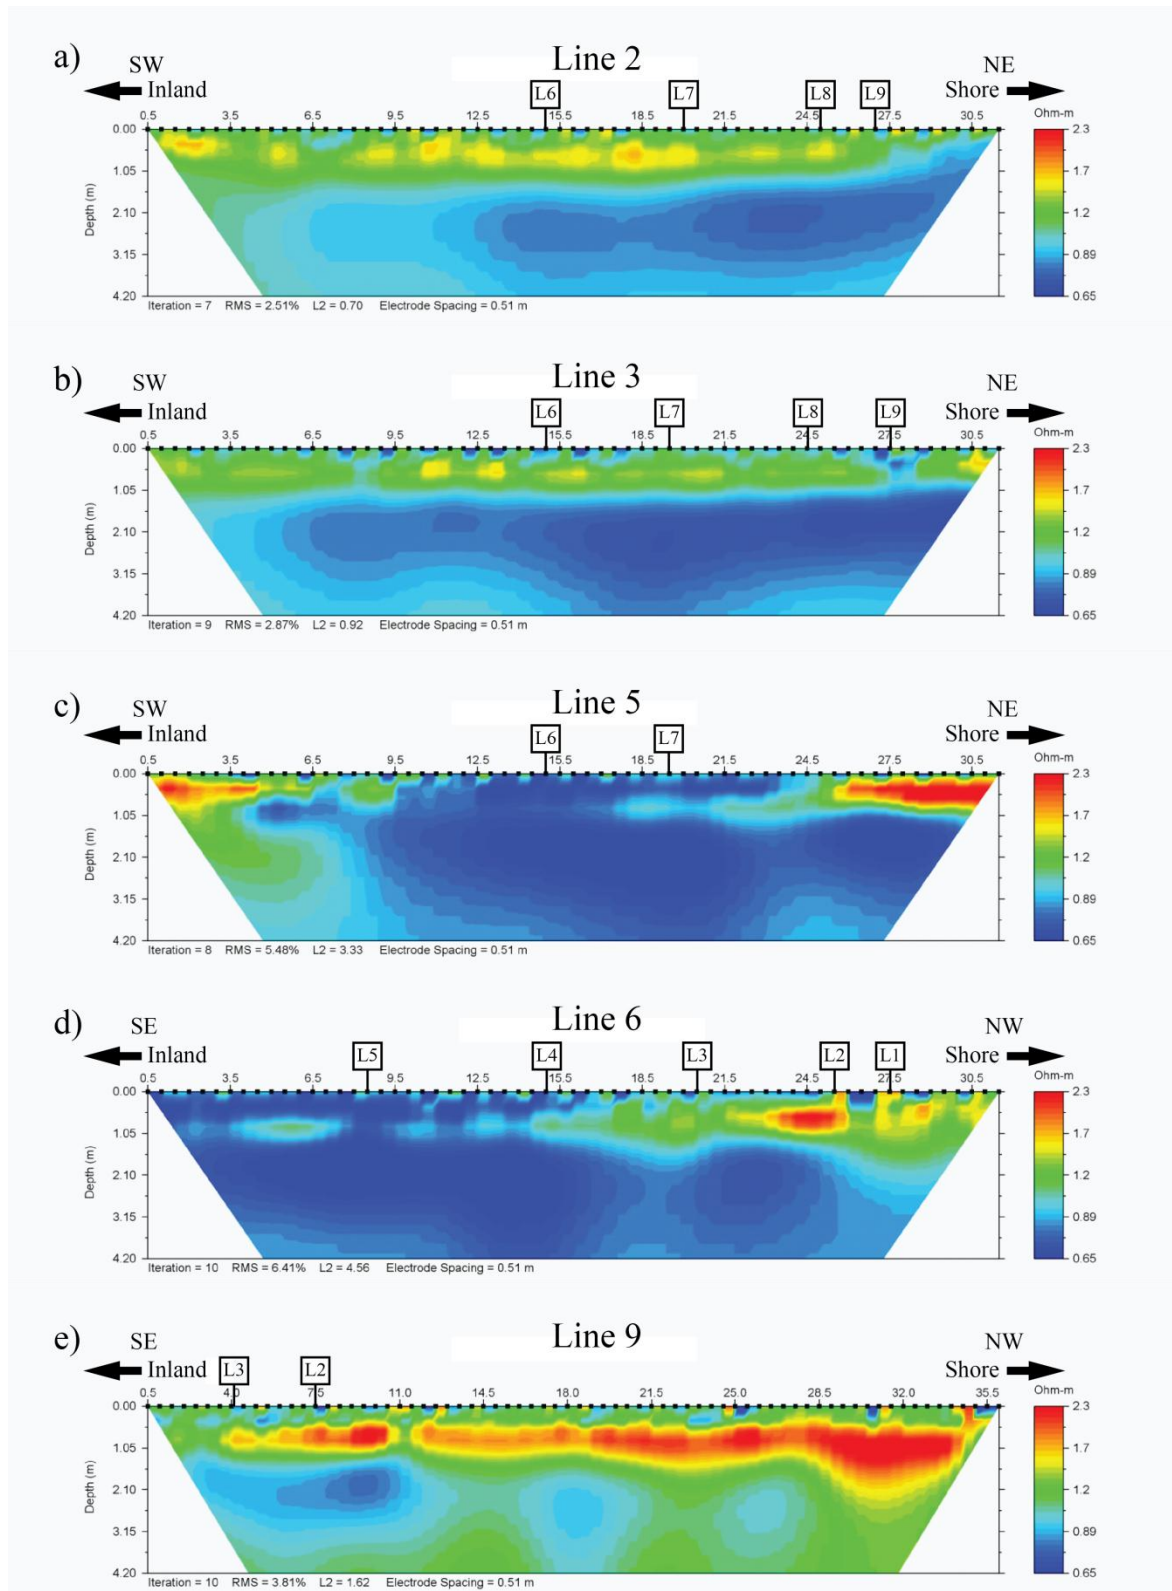 a) SW Line 2 NE
Inland L6 L7 L8 L9 Shore
0.5 3.5 6.5 9.5 12.5 15.5 18.5 21.5 24.5 27.5 30.5 Ohm-m
0.00 2.3
1.05 1.7
Depth (m) 2.10 1.2
3.15 0.89
4.20 0.65
Iteration = 7 RMS = 2.51% L2 = 0.70 Electrode Spacing = 0.51 m
b) SW Line 3 NE
Inland L6 L7 L8 L9 Shore
0.5 3.5 6.5 9.5 12.5 15.5 18.5 21.5 24.5 27.5 30.5 Ohm-m
0.00 2.3
1.05 1.7
Depth (m) 2.10 1.2
3.15 0.89
4.20 0.65
Iteration = 9 RMS = 2.87% L2 = 0.92 Electrode Spacing = 0.51 m
c) SW Line 5 NE
Inland L6 L7 Shore
0.5 3.5 6.5 9.5 12.5 15.5 18.5 21.5 24.5 27.5 30.5 Ohm-m
0.00 2.3
1.05 1.7
Depth (m) 2.10 1.2
3.15 0.89
4.20 0.65
Iteration = 8 RMS = 5.48% L2 = 3.33 Electrode Spacing = 0.51 m
d) SE Line 6 NW
Inland L5 L4 L3 L2 L1 Shore
0.5 3.5 6.5 9.5 12.5 15.5 18.5 21.5 24.5 27.5 30.5 Ohm-m
0.00 2.3
1.05 1.7
Depth (m) 2.10 1.2
3.15 0.89
4.20 0.65
Iteration = 10 RMS = 6.41% L2 = 4.56 Electrode Spacing = 0.51 m
e) SE Line 9 NW
Inland L3 L2 Shore
0.5 4.0 7.5 11.0 14.5 18.0 21.5 25.0 28.5 32.0 35.5 Ohm-m
0.00 2.3
1.05 1.7
Depth (m) 2.10 1.2
3.15 0.89
4.20 0.65
Iteration = 10 RMS = 3.81% L2 = 1.62 Electrode Spacing = 0.51 m